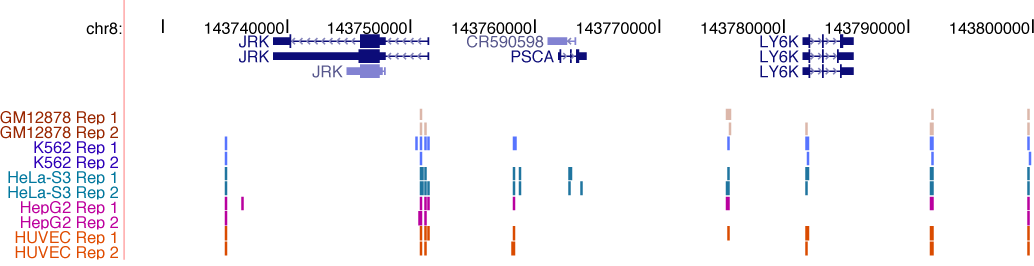 chr8: 143740000 143750000 143760000 143770000 143780000 143790000 143800000
JRK CR590598 LY6K
JRK PSCA LY6K
JRK LY6K
GM12878 Rep 1
GM12878 Rep 2
K562 Rep 1
K562 Rep 2
HeLa-S3 Rep 1
HeLa-S3 Rep 2
HepG2 Rep 1
HepG2 Rep 2
HUVEC Rep 1
HUVEC Rep 2